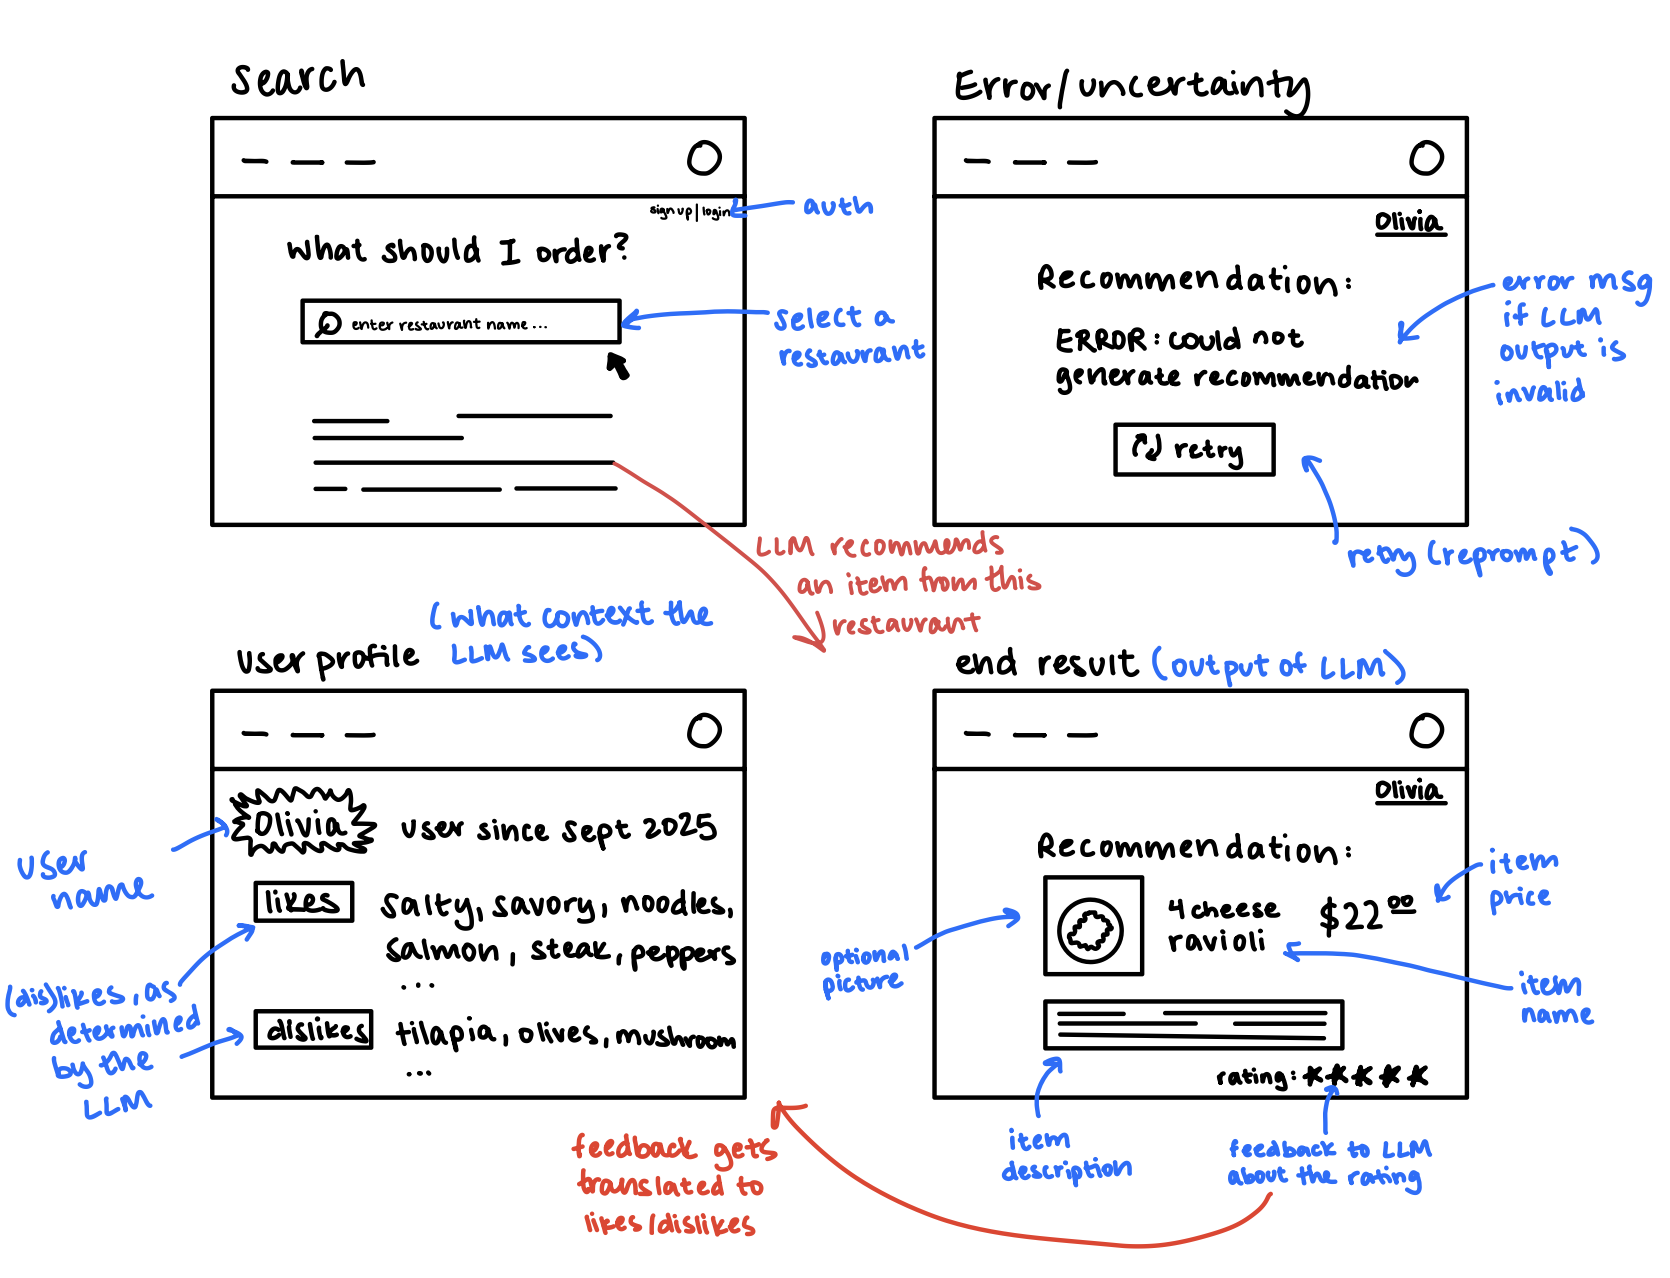 search
sign up | login
auth
What should I order?
enter restaurant name ...
select a
restaurant
Error/uncertainty
Olivia
Recommendation:
ERROR: could not
generate recommendation
retry
error msg
if LLM
output is
invalid
retry (reprompt)
LLM recommends
an item from this
restaurant
user profile
(what context the
LLM sees)
Olivia
user since sept 2025
user
name
likes
salty, savory, noodles,
salmon, steak, peppers
...
dislikes
tilapia, olives, mushroom
...
(dis)likes, as
determined
by the
LLM
feedback gets
translated to
likes/dislikes
end result (output of LLM)
Olivia
Recommendation:
4 cheese
ravioli
$22.00
item
price
item
name
optional
picture
rating: ★★★★★
item
description
feedback to LLM
about the rating